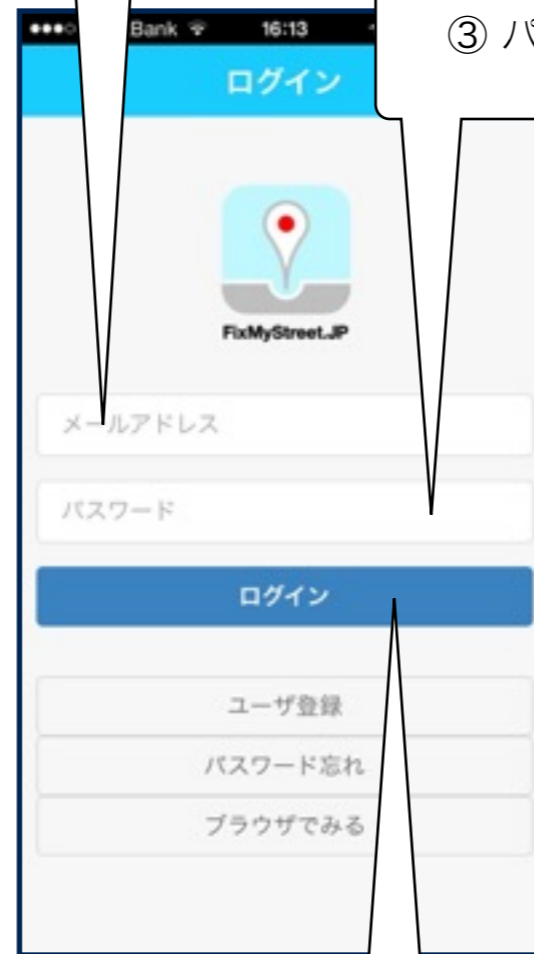 Bank 16:13
③ パ
ログイン
FixMyStreet.JP
メールアドレス
パスワード
ログイン
ユーザ登録
パスワード忘れ
ブラウザでみる